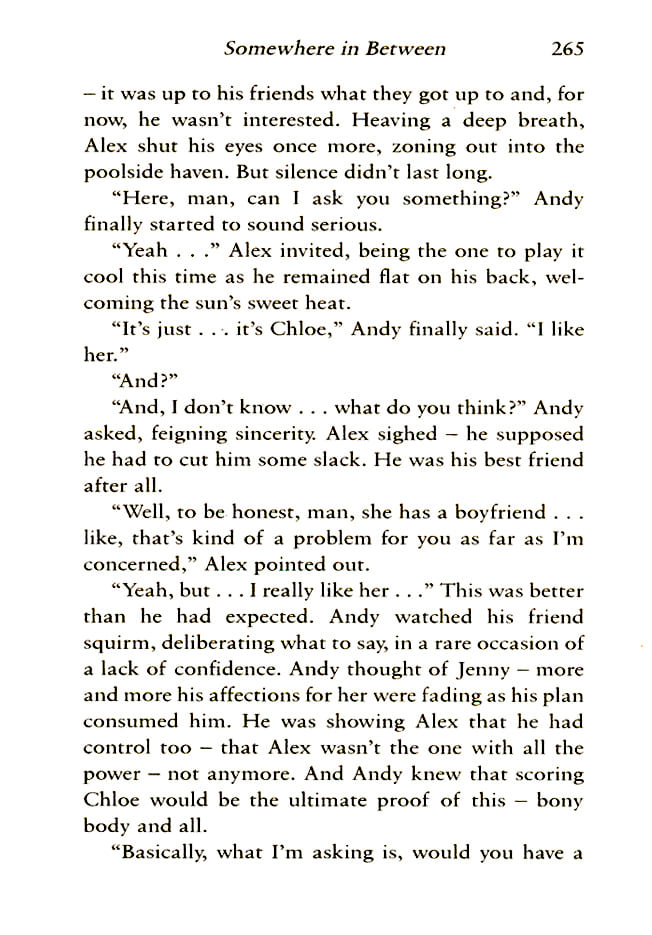 Somewhere in Between 265
– it was up to his friends what they got up to and, for
now, he wasn't interested. Heaving a deep breath,
Alex shut his eyes once more, zoning out into the
poolside haven. But silence didn't last long.
“Here, man, can I ask you something?” Andy
finally started to sound serious.
“Yeah . . .” Alex invited, being the one to play it
cool this time as he remained flat on his back, wel-
coming the sun's sweet heat.
“It's just . . . it's Chloe,” Andy finally said. “I like
her.”
“And?”
“And, I don't know . . . what do you think?” Andy
asked, feigning sincerity. Alex sighed – he supposed
he had to cut him some slack. He was his best friend
after all.
“Well, to be honest, man, she has a boyfriend . . .
like, that's kind of a problem for you as far as I'm
concerned,” Alex pointed out.
“Yeah, but . . . I really like her . . .” This was better
than he had expected. Andy watched his friend
squirm, deliberating what to say, in a rare occasion of
a lack of confidence. Andy thought of Jenny – more
and more his affections for her were fading as his plan
consumed him. He was showing Alex that he had
control too – that Alex wasn't the one with all the
power – not anymore. And Andy knew that scoring
Chloe would be the ultimate proof of this – bony
body and all.
“Basically, what I'm asking is, would you have a